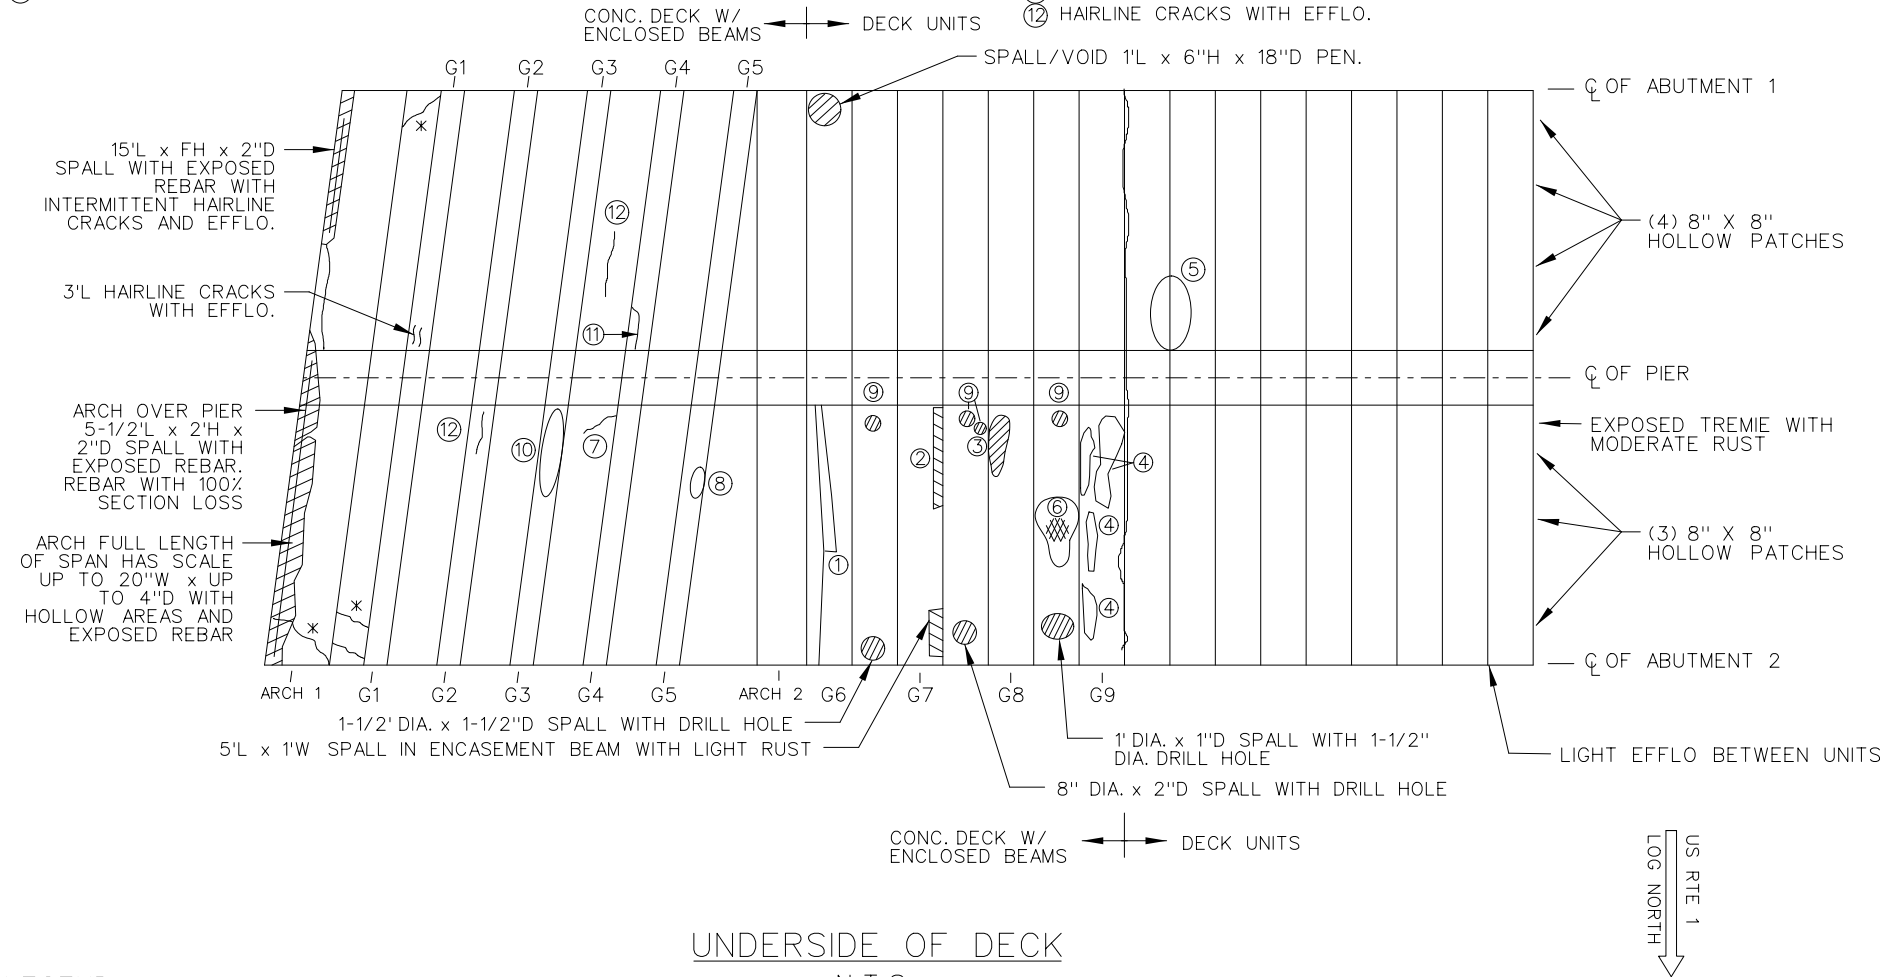 CONC. DECK W/
ENCLOSED BEAMS
DECK UNITS
12 HAIRLINE CRACKS WITH EFFLO.
SPALL/VOID 1'L x 6"H x 18"D PEN.
G1
G2
G3
G4
G5
℄ OF ABUTMENT 1
15'L x FH x 2"D
SPALL WITH EXPOSED
REBAR WITH
INTERMITTENT HAIRLINE
CRACKS AND EFFLO.
12
(4) 8" X 8"
HOLLOW PATCHES
5
3'L HAIRLINE CRACKS
WITH EFFLO.
11
℄ OF PIER
9
9
9
ARCH OVER PIER
5-1/2'L x 2'H x
2"D SPALL WITH
EXPOSED REBAR.
REBAR WITH 100%
SECTION LOSS
12
10
7
8
2
3
4
EXPOSED TREMIE WITH
MODERATE RUST
6
4
(3) 8" X 8"
HOLLOW PATCHES
ARCH FULL LENGTH
OF SPAN HAS SCALE
UP TO 20"W x UP
TO 4"D WITH
HOLLOW AREAS AND
EXPOSED REBAR
1
4
℄ OF ABUTMENT 2
ARCH 1
G1
G2
G3
G4
G5
ARCH 2
G6
G7
G8
G9
1-1/2' DIA. x 1-1/2"D SPALL WITH DRILL HOLE
5'L x 1'W SPALL IN ENCASEMENT BEAM WITH LIGHT RUST
1' DIA. x 1"D SPALL WITH 1-1/2"
DIA. DRILL HOLE
8" DIA. x 2"D SPALL WITH DRILL HOLE
LIGHT EFFLO BETWEEN UNITS
CONC. DECK W/
ENCLOSED BEAMS
DECK UNITS
US RTE 1
LOG NORTH
UNDERSIDE OF DECK